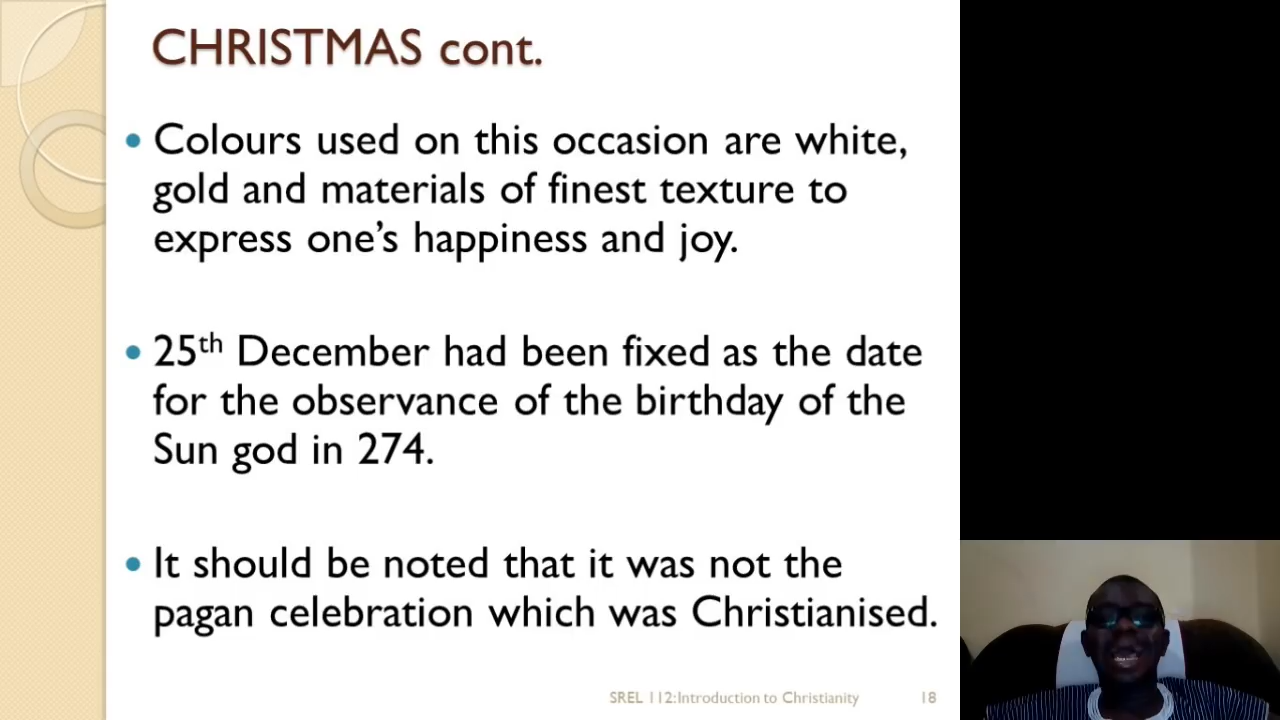 CHRISTMAS cont.
• Colours used on this occasion are white,
gold and materials of finest texture to
express one’s happiness and joy.
• 25th December had been fixed as the date
for the observance of the birthday of the
Sun god in 274.
• It should be noted that it was not the
pagan celebration which was Christianised.
SREL 112:Introduction to Christianity 18